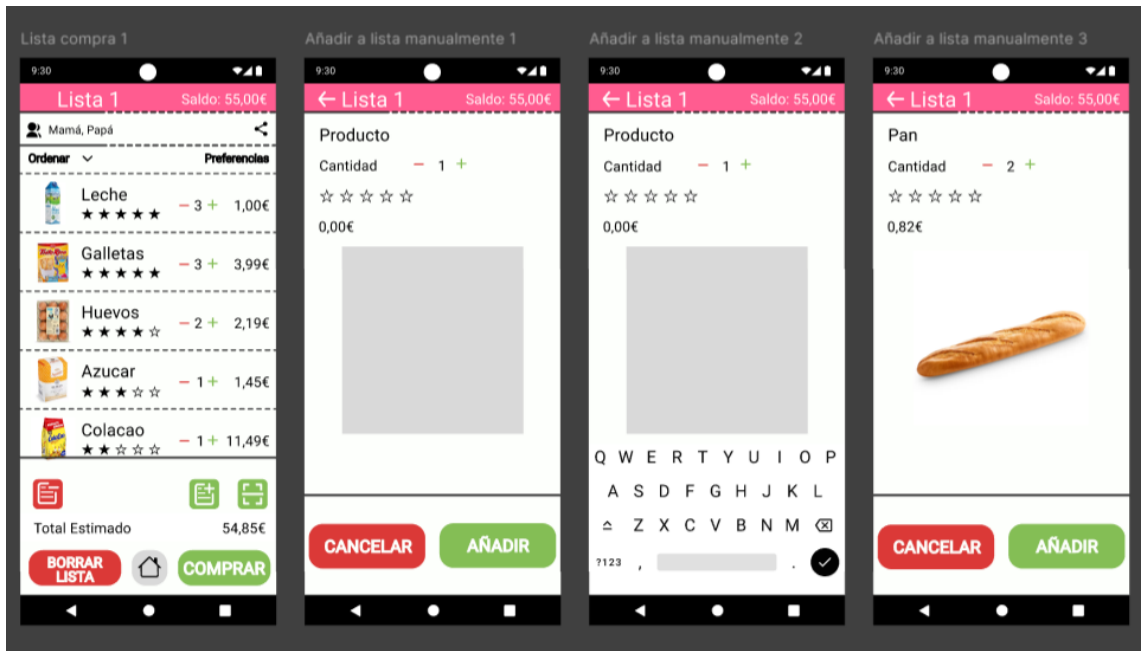 Lista compra 1
9:30
Lista 1 Saldo: 55,00€
Mamá, Papá
Ordenar Preferencias
Leche
★★★★★ − 3 + 1,00€
Galletas
★★★★★ − 3 + 3,99€
Huevos
★★★★☆ − 2 + 2,19€
Azucar
★★★☆☆ − 1 + 1,45€
Colacao
★★☆☆☆ − 1 + 11,49€
Total Estimado 54,85€
BORRAR
LISTA
COMPRAR
Añadir a lista manualmente 1
9:30
← Lista 1 Saldo: 55,00€
Producto
Cantidad − 1 +
☆☆☆☆☆
0,00€
CANCELAR AÑADIR
Añadir a lista manualmente 2
9:30
← Lista 1 Saldo: 55,00€
Producto
Cantidad − 1 +
☆☆☆☆☆
0,00€
Q W E R T Y U I O P
A S D F G H J K L
Z X C V B N M
?123 , .
Añadir a lista manualmente 3
9:30
← Lista 1 Saldo: 55,00€
Pan
Cantidad − 2 +
☆☆☆☆☆
0,82€
CANCELAR AÑADIR